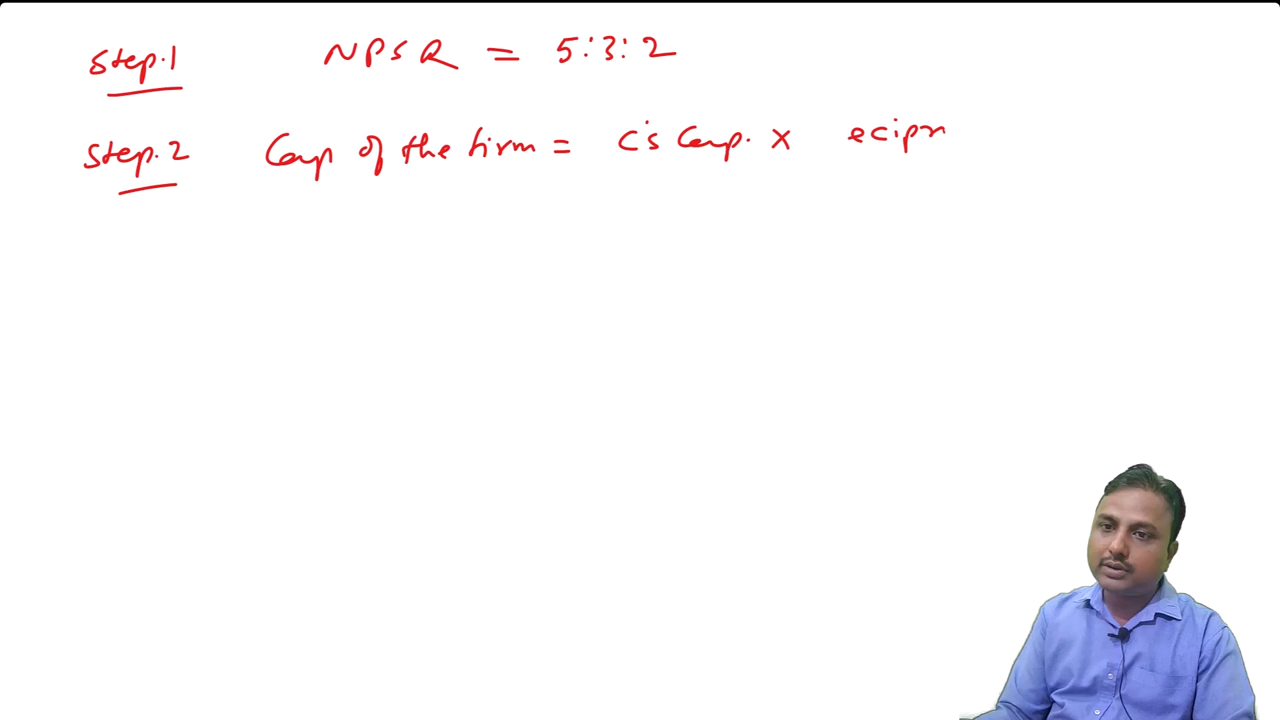 Step.1 NPSR = 5:3:2
Step.2 Cap of the firm = C's Cap. X ecipr